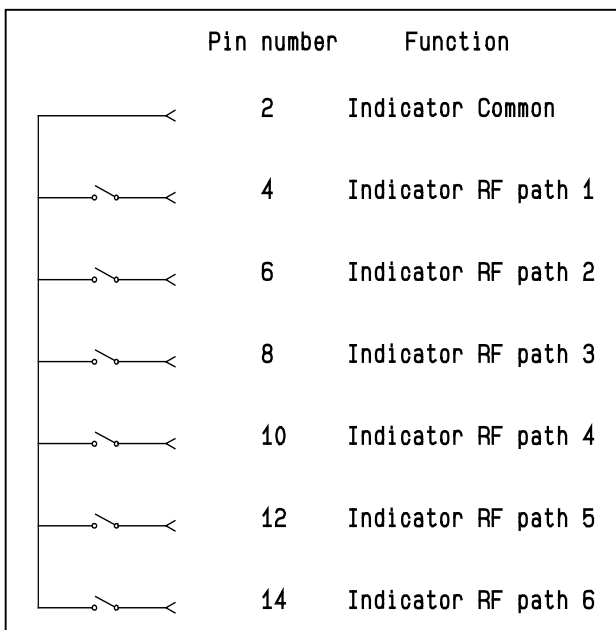 Pin number Function
2 Indicator Common
4 Indicator RF path 1
6 Indicator RF path 2
8 Indicator RF path 3
10 Indicator RF path 4
12 Indicator RF path 5
14 Indicator RF path 6